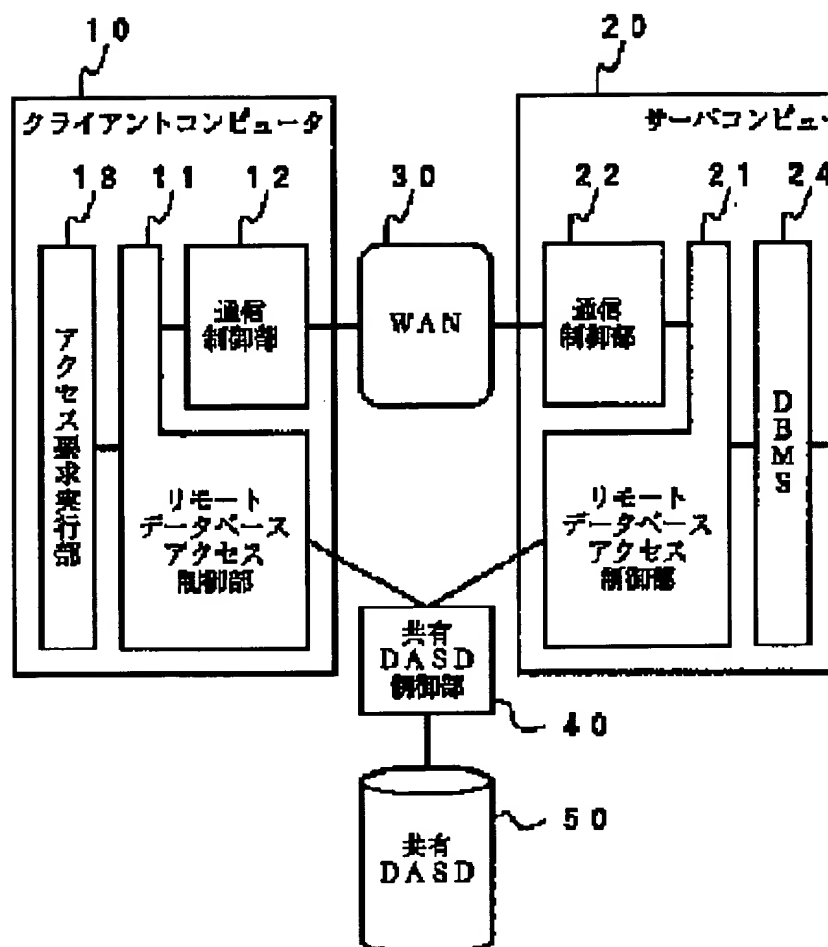 10
20
クライアントコンピュータ
サーバコンピュー
18
11
12
30
22
21
24
通信
制御部
WAN
通信
制御部
アクセス要求実行部
DBMS
リモート
データベース
アクセス
制御部
リモート
データベース
アクセス
制御部
共有
DASD
制御部
40
50
共有
DASD